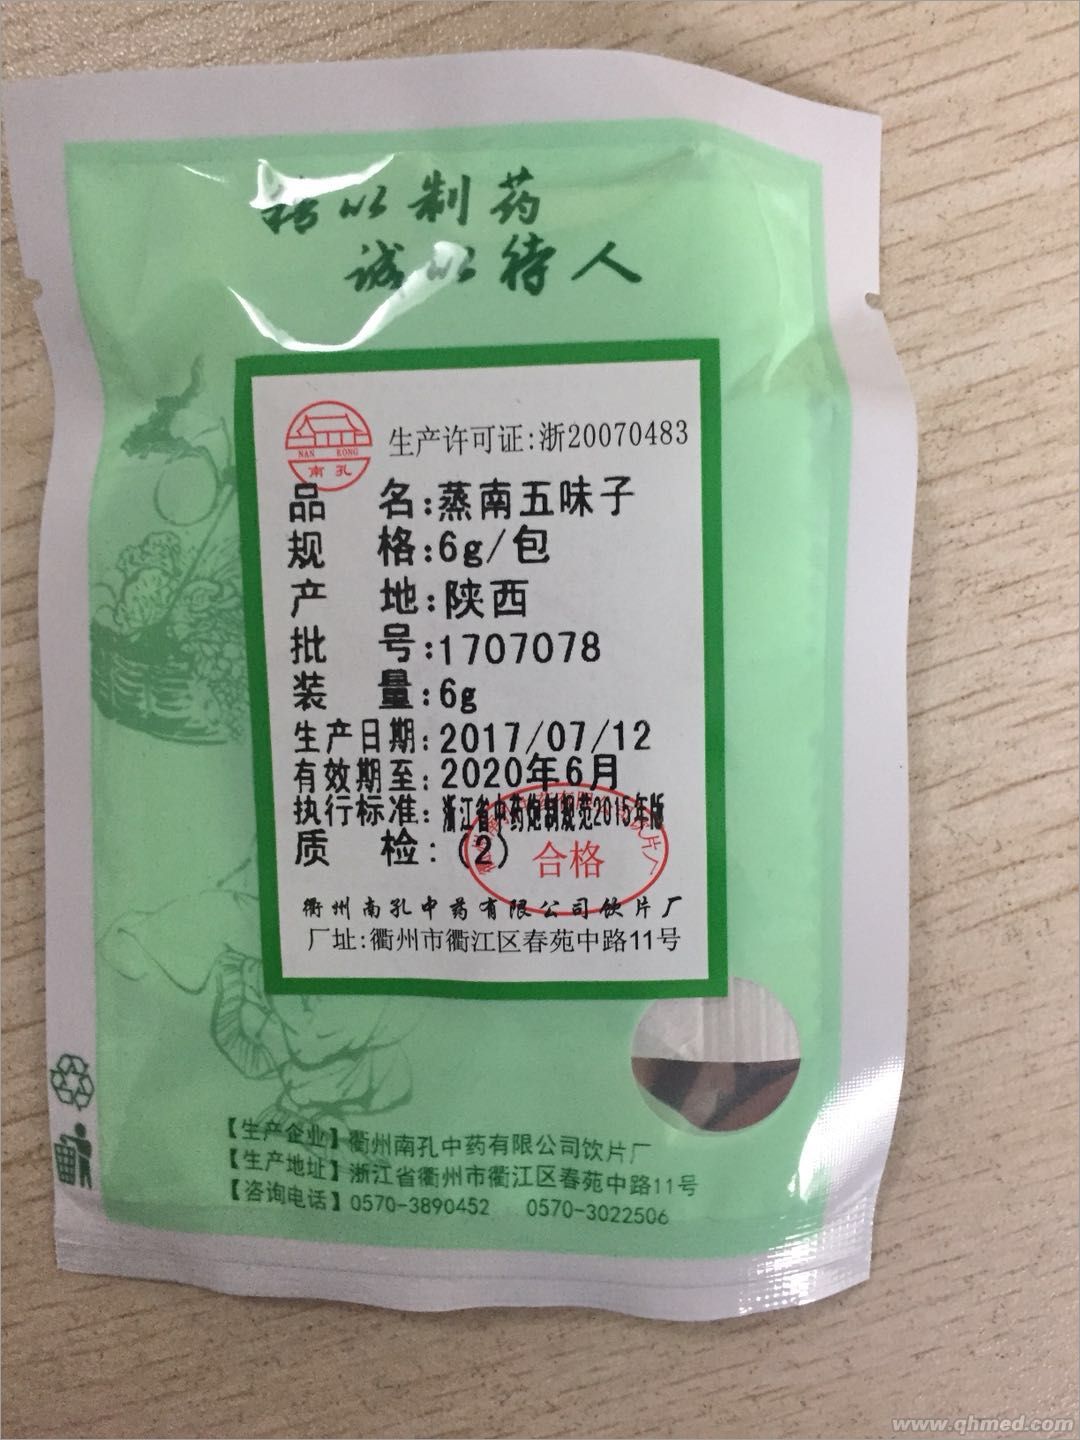 以制药
诚以待人
NAN KONG
南孔
生产许可证:浙20070483
品 名:蒸南五味子
规 格:6g/包
产 地:陕西
批 号:1707078
装 量:6g
生产日期:2017/07/12
有效期至:2020年6月
执行标准:浙江省中药炮制规范2015年版
质 检:(2)
合格
衢州南孔中药有限公司饮片厂
厂址:衢州市衢江区春苑中路11号
【生产企业】衢州南孔中药有限公司饮片厂
【生产地址】浙江省衢州市衢江区春苑中路11号
【咨询电话】0570-3890452 0570-3022506
www.qhmed.com